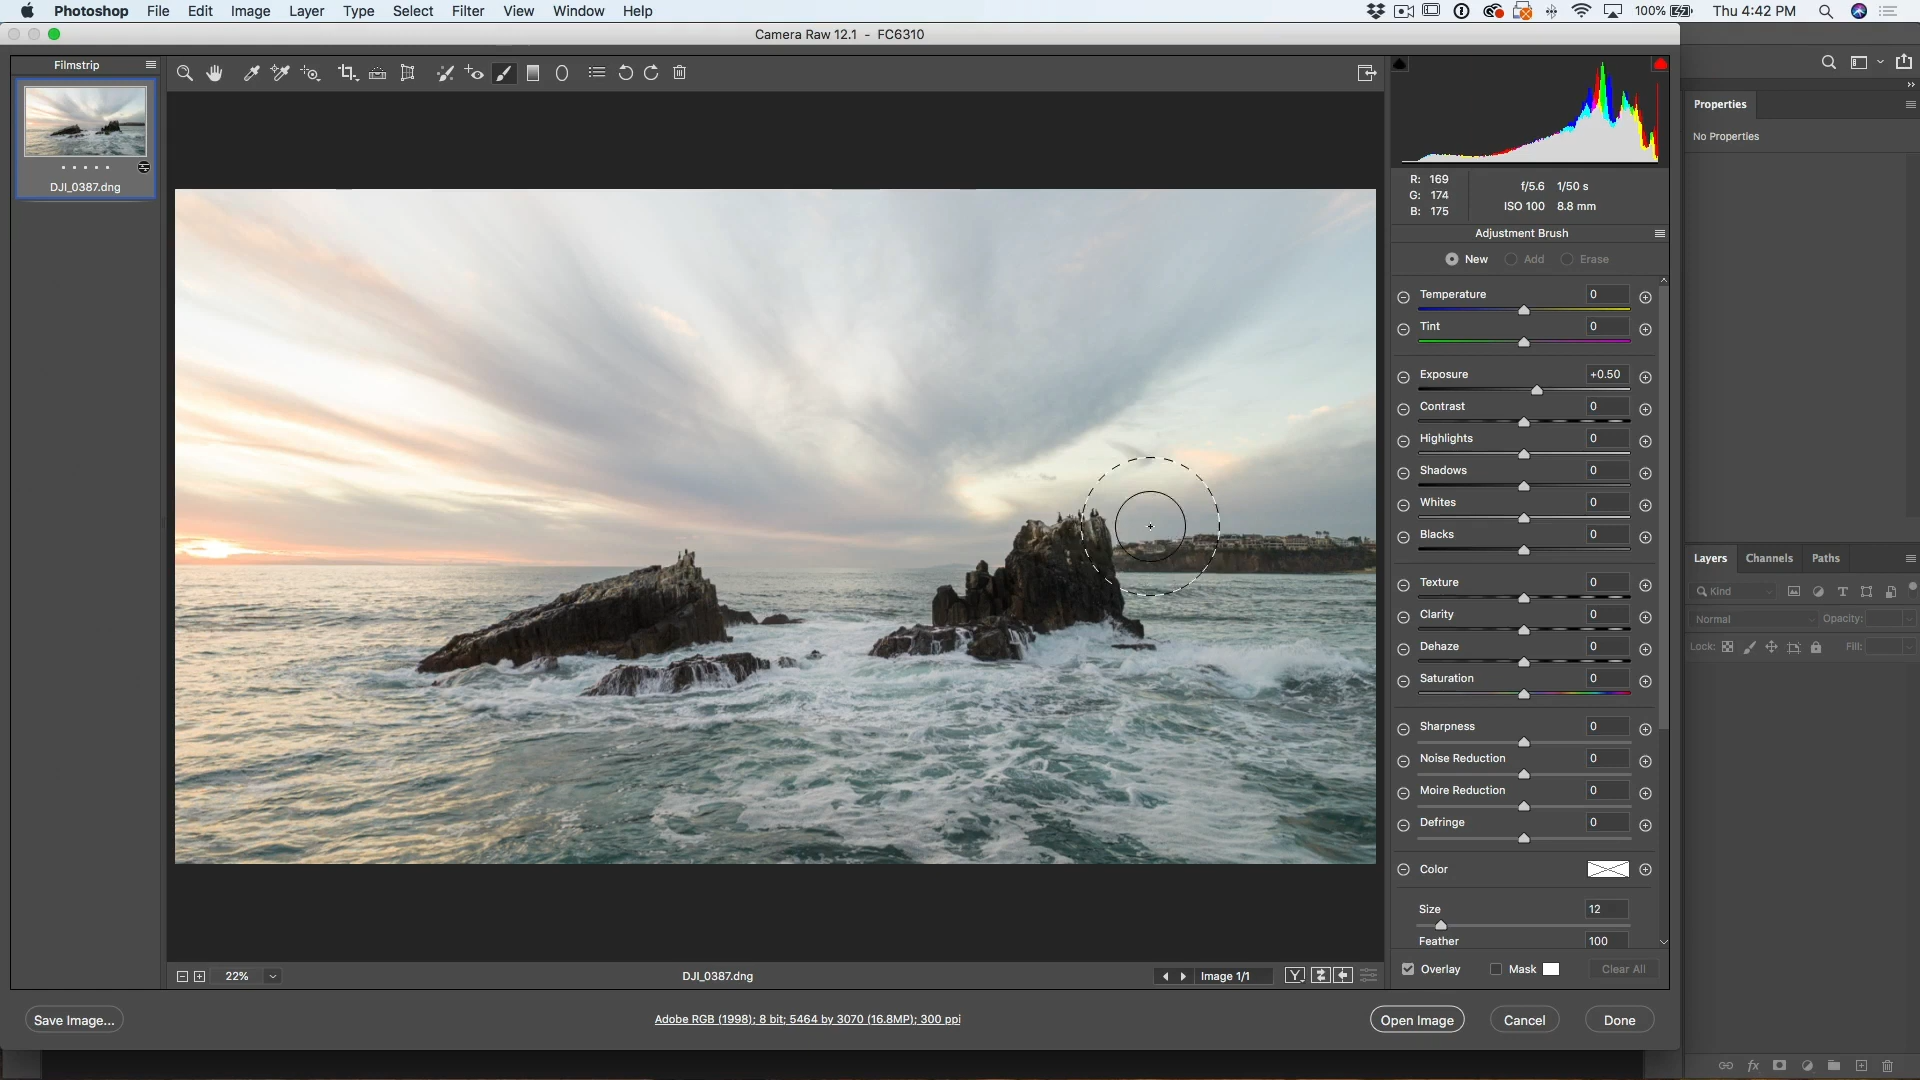 Photoshop File Edit Image Layer Type Select Filter View Window Help 100% Thu 4:42 PM
Camera Raw 12.1 - FC6310
Filmstrip
DJI_0387.dng
R: 169
G: 174
B: 175
f/5.6 1/50 s
ISO 100 8.8 mm
Adjustment Brush
New Add Erase
Temperature 0
Tint 0
Exposure +0.50
Contrast 0
Highlights 0
Shadows 0
Whites 0
Blacks 0
Texture 0
Clarity 0
Dehaze 0
Saturation 0
Sharpness 0
Noise Reduction 0
Moire Reduction 0
Defringe 0
Color
Size 12
Feather 100
Overlay Mask Clear All
22% DJI_0387.dng Image 1/1 Y
Save Image... Adobe RGB (1998); 8 bit; 5464 by 3070 (16.8MP); 300 ppi Open Image Cancel Done
Properties
No Properties
Layers Channels Paths
Kind
Normal Opacity:
Lock: Fill:
fx